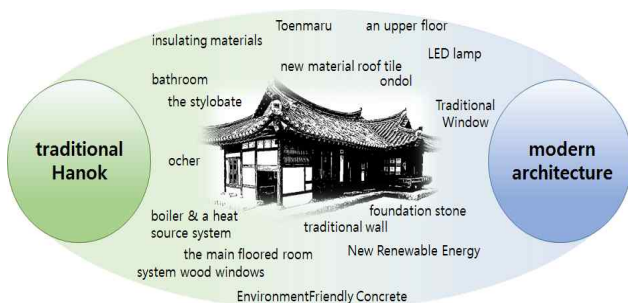 Toenmaru
an upper floor
insulating materials
LED lamp
new material roof tile
bathroom
ondol
the stylobate
Traditional
Window
traditional
Hanok
modern
architecture
ocher
boiler & a heat
source system
foundation stone
traditional wall
the main floored room
New Renewable Energy
system wood windows
EnvironmentFriendly Concrete